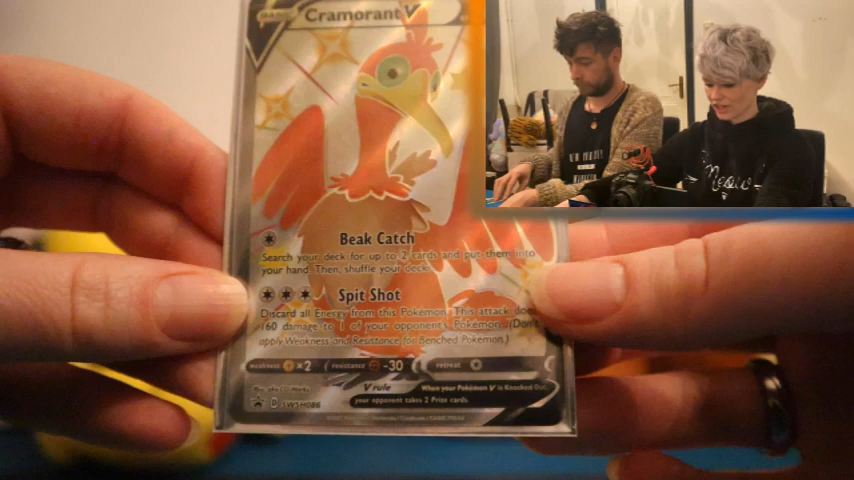 BASIC Cramorant V
Beak Catch
Search your deck for up to 2 cards and put them into
your hand. Then, shuffle your deck.
Spit Shot
Discard all Energy from this Pokémon. This attack does
160 damage to 1 of your opponent's Pokémon. (Don't
apply Weakness and Resistance for Benched Pokémon.)
weakness ×2 resistance -30 retreat
V rule When your Pokémon V is Knocked Out,
your opponent takes 2 Prize cards.
D SWSH086
Meow